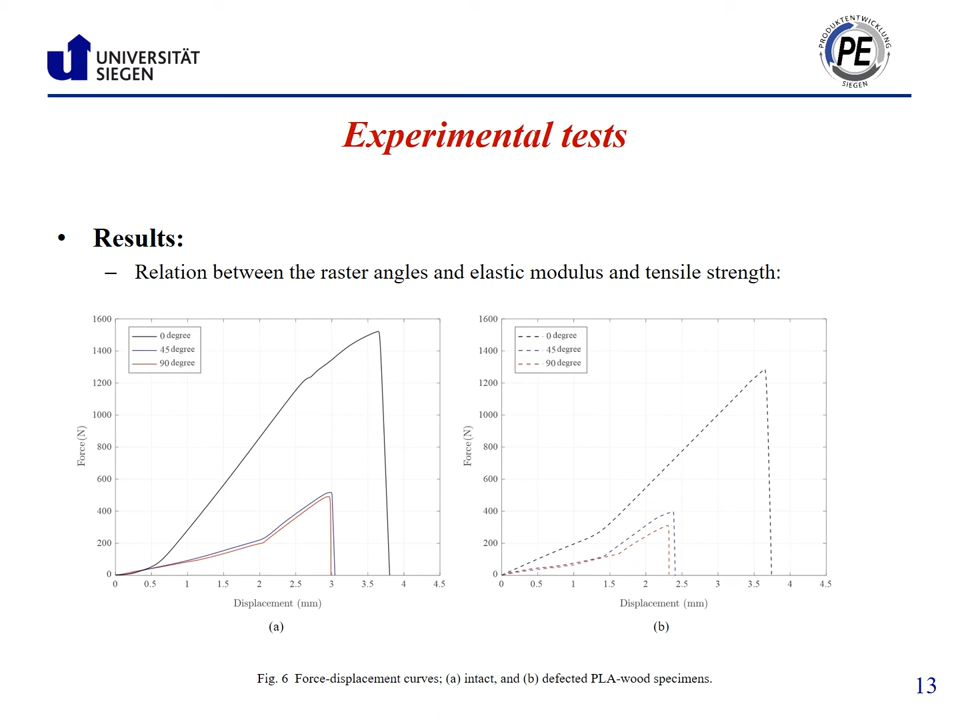 UNIVERSITÄT
SIEGEN
PRODUKTENTWICKLUNG
PE
SIEGEN
Experimental tests
• Results:
– Relation between the raster angles and elastic modulus and tensile strength:
1600
1400
1200
1000
800
600
400
200
0
Force(N)
0 degree
45 degree
90 degree
0 0.5 1 1.5 2 2.5 3 3.5 4 4.5
Displacement (mm)
(a)
1600
1400
1200
1000
800
600
400
200
0
Force(N)
0 degree
45 degree
90 degree
0 0.5 1 1.5 2 2.5 3 3.5 4 4.5
Displacement (mm)
(b)
Fig. 6 Force-displacement curves; (a) intact, and (b) defected PLA-wood specimens.
13